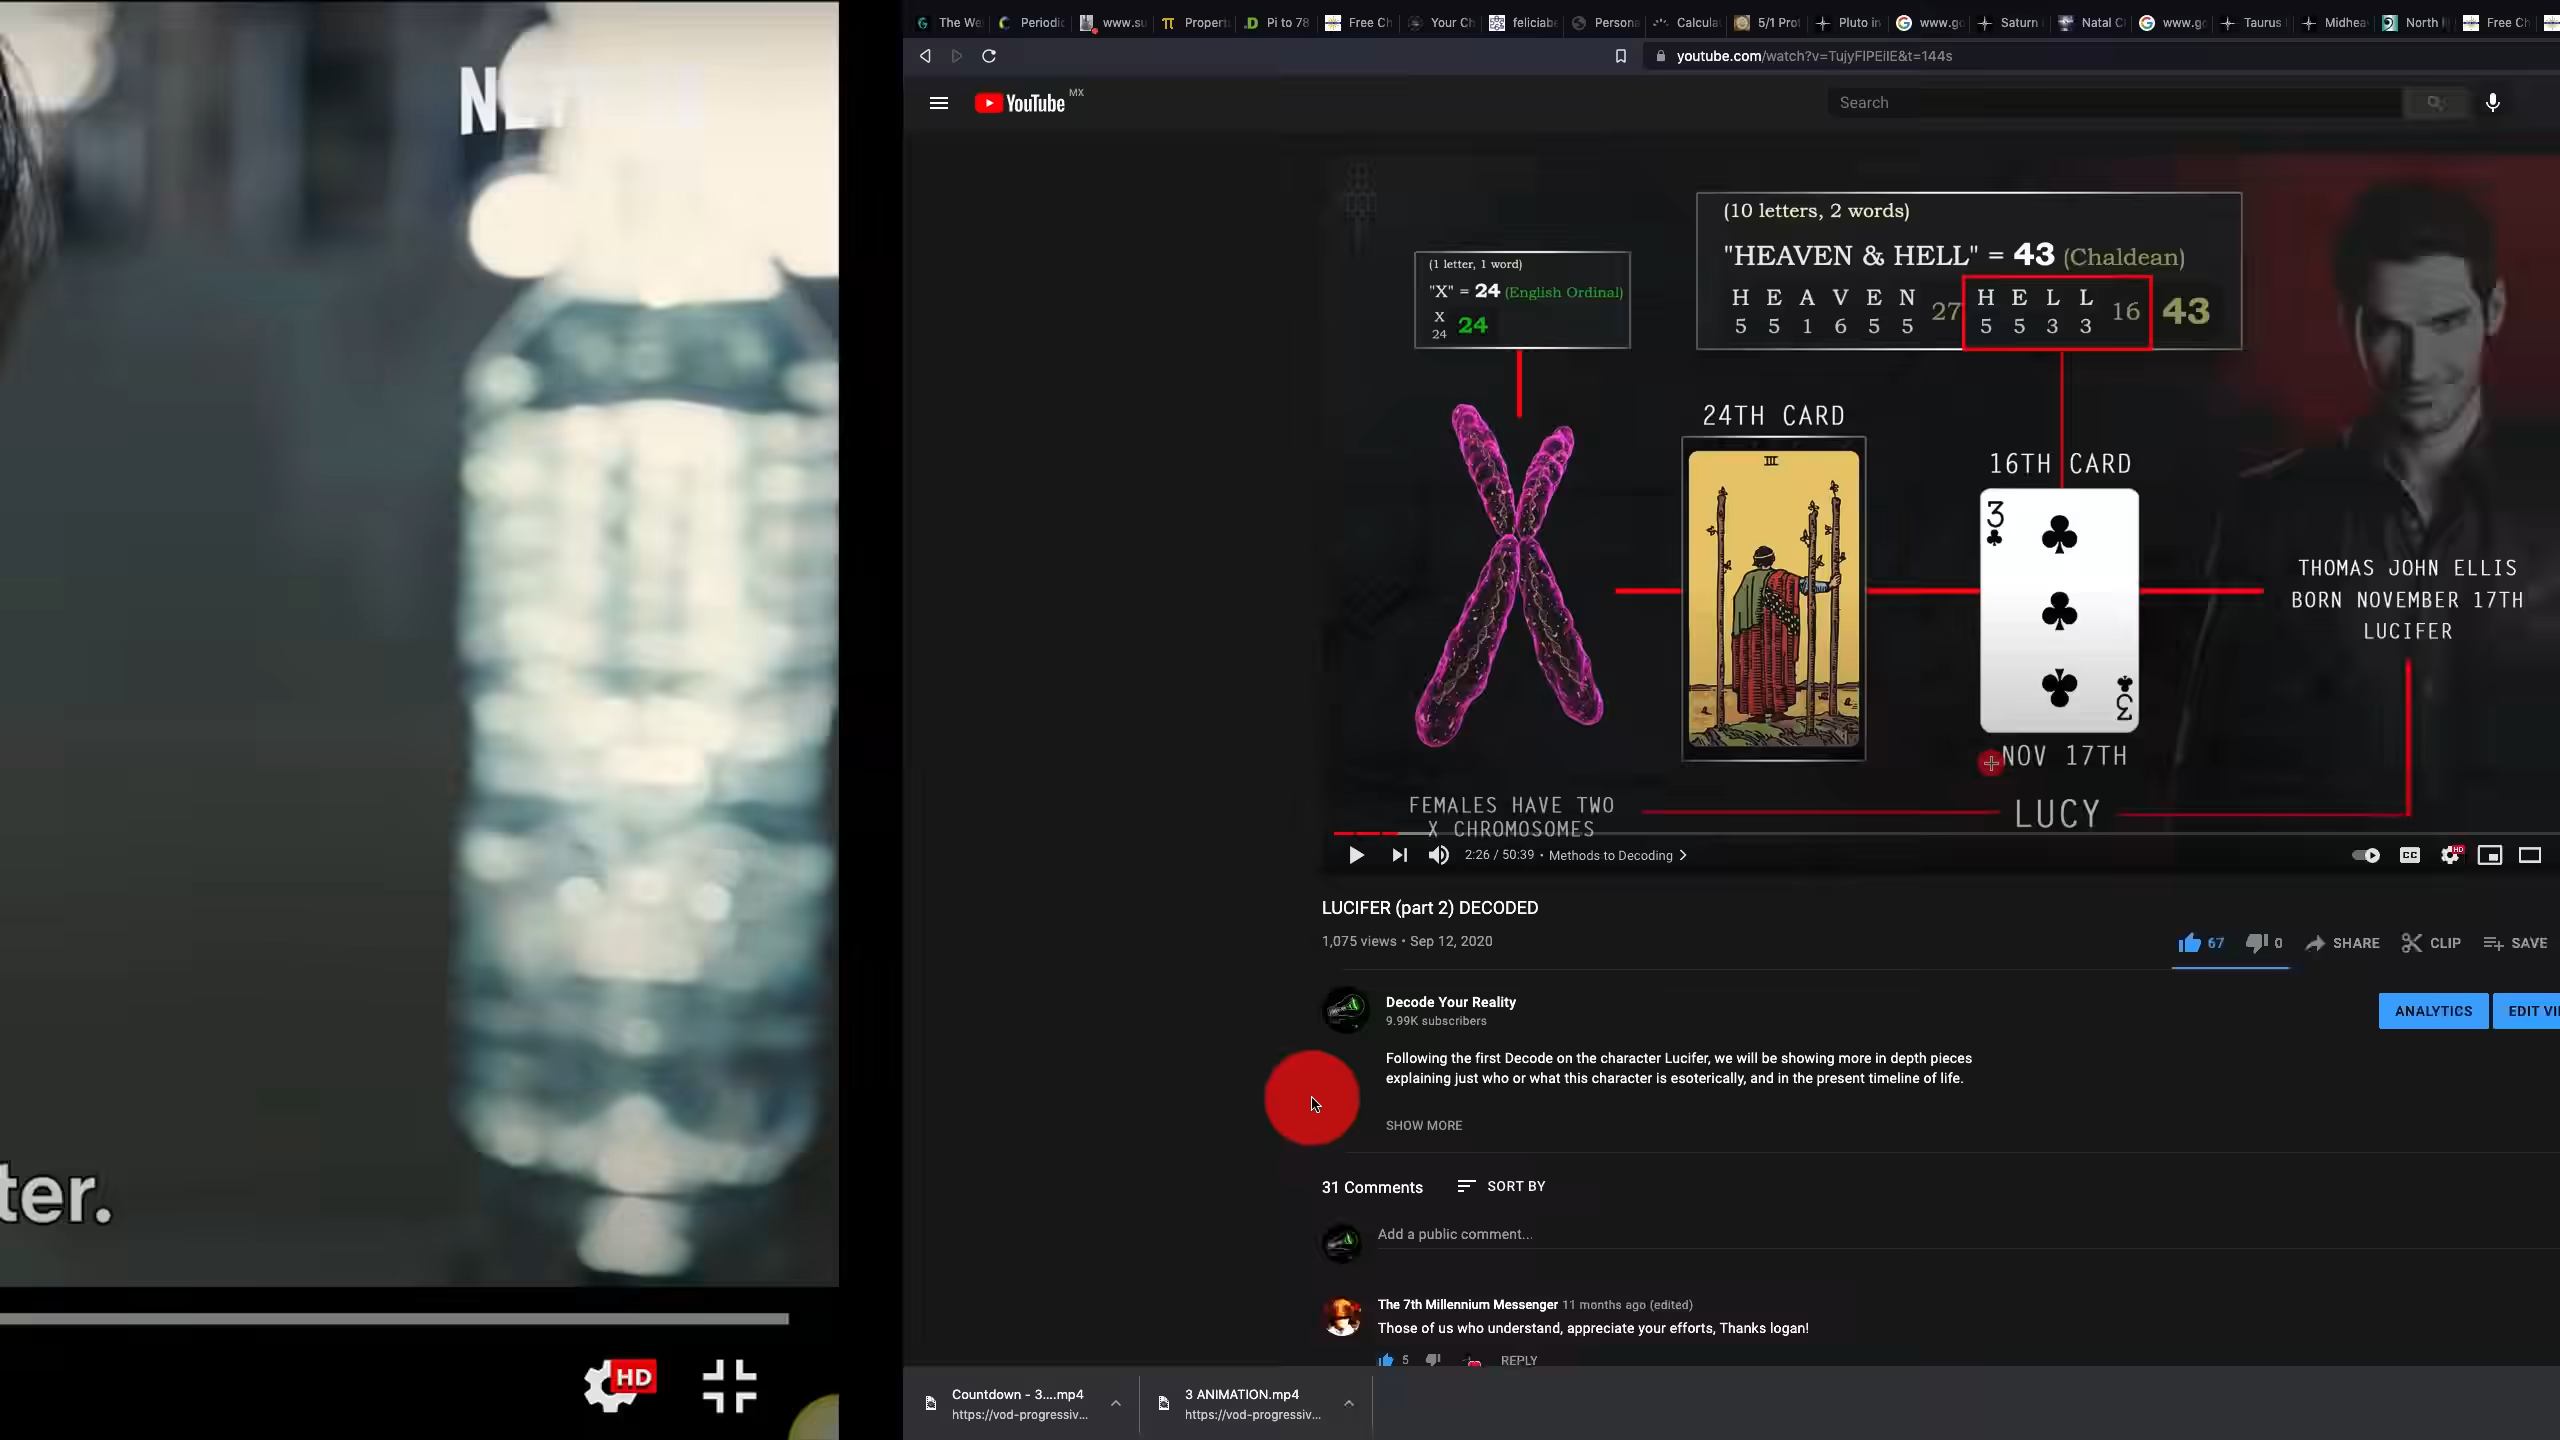 N
ter.
HD
The We
Periodic
www.su
Propert
Pi to 78
Free Ch
Your Ch
feliciabe
Persona
Calcula
5/1 Prof
Pluto in
www.go
Saturn
Natal C
www.go
Taurus
Midhea
North
Free Ch
youtube.com/watch?v=TujyFlPEilE&t=144s
YouTube MX
Search
(10 letters, 2 words)
"HEAVEN & HELL" = 43 (Chaldean)
H E A V E N 27 H E L L 16 43
5 5 1 6 5 5 5 5 3 3
(1 letter, 1 word)
"X" = 24 (English Ordinal)
X 24
24
24TH CARD
III
16TH CARD
3
3
NOV 17TH
THOMAS JOHN ELLIS
BORN NOVEMBER 17TH
LUCIFER
FEMALES HAVE TWO
X CHROMOSOMES
LUCY
2:26 / 50:39 • Methods to Decoding
CC
HD
LUCIFER (part 2) DECODED
1,075 views • Sep 12, 2020
67 0 SHARE CLIP SAVE
Decode Your Reality
9.99K subscribers
ANALYTICS EDIT VI
Following the first Decode on the character Lucifer, we will be showing more in depth pieces
explaining just who or what this character is esoterically, and in the present timeline of life.
SHOW MORE
31 Comments SORT BY
Add a public comment...
The 7th Millennium Messenger 11 months ago (edited)
Those of us who understand, appreciate your efforts, Thanks logan!
5 REPLY
Countdown - 3....mp4
https://vod-progressiv...
3 ANIMATION.mp4
https://vod-progressiv...